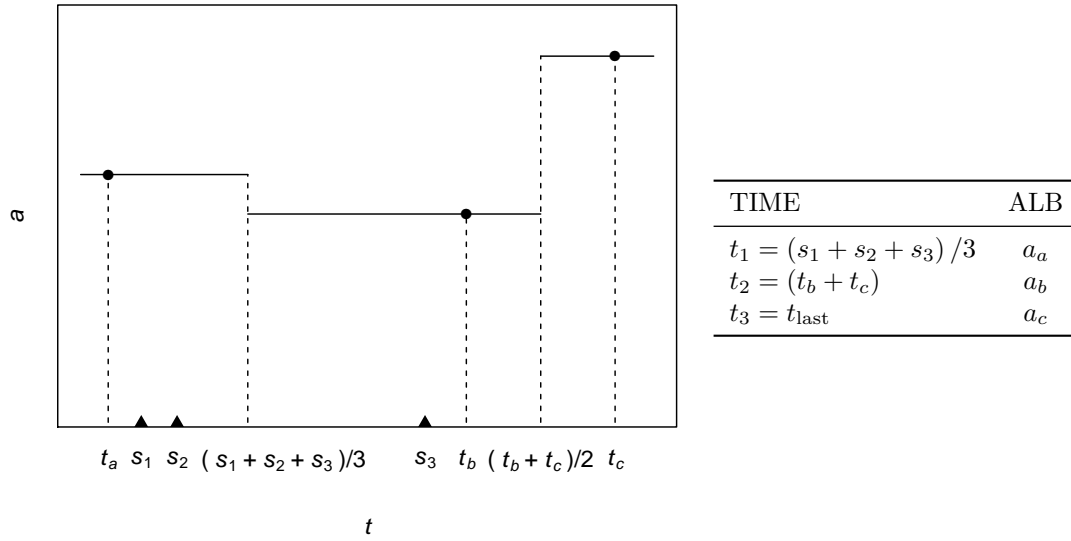 a
t_a s_1 s_2 (s_1 + s_2 + s_3)/3 s_3 t_b (t_b + t_c)/2 t_c
t
TIME ALB
t_1 = (s_1 + s_2 + s_3) /3 a_a
t_2 = (t_b + t_c) a_b
t_3 = t_last a_c